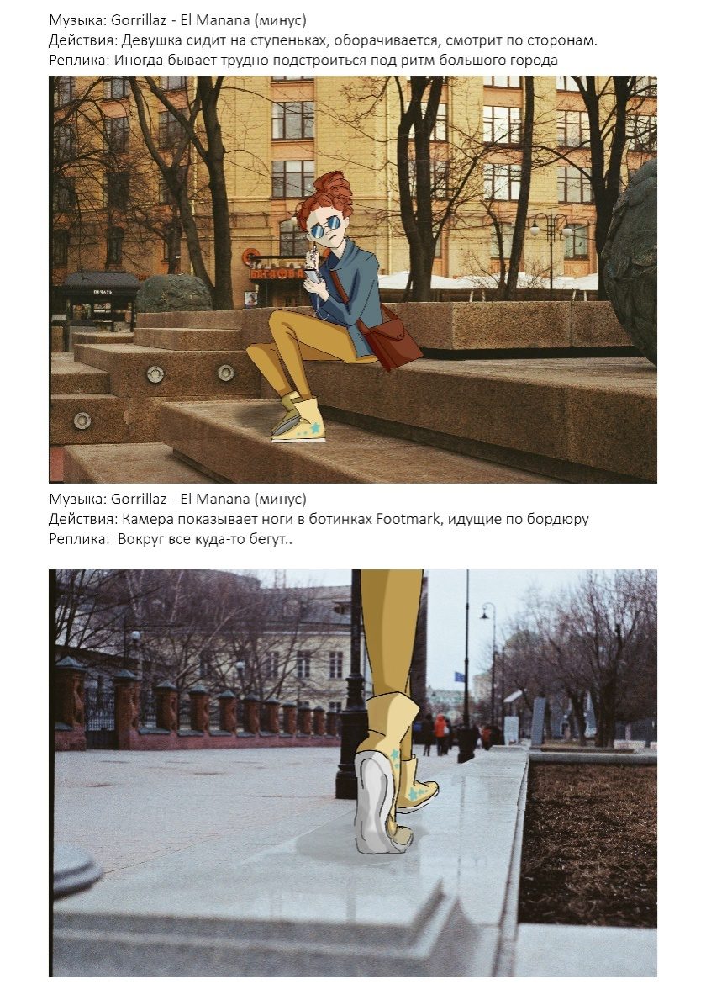 Музыка: Gorrillaz - El Manana (минус)
Действия: Девушка сидит на ступеньках, оборачивается, смотрит по сторонам.
Реплика: Иногда бывает трудно подстроиться под ритм большого города
БАГА БАР
ПЕЧАТЬ
Музыка: Gorrillaz - El Manana (минус)
Действия: Камера показывает ноги в ботинках Footmark, идущие по бордюру
Реплика:  Вокруг все куда-то бегут..